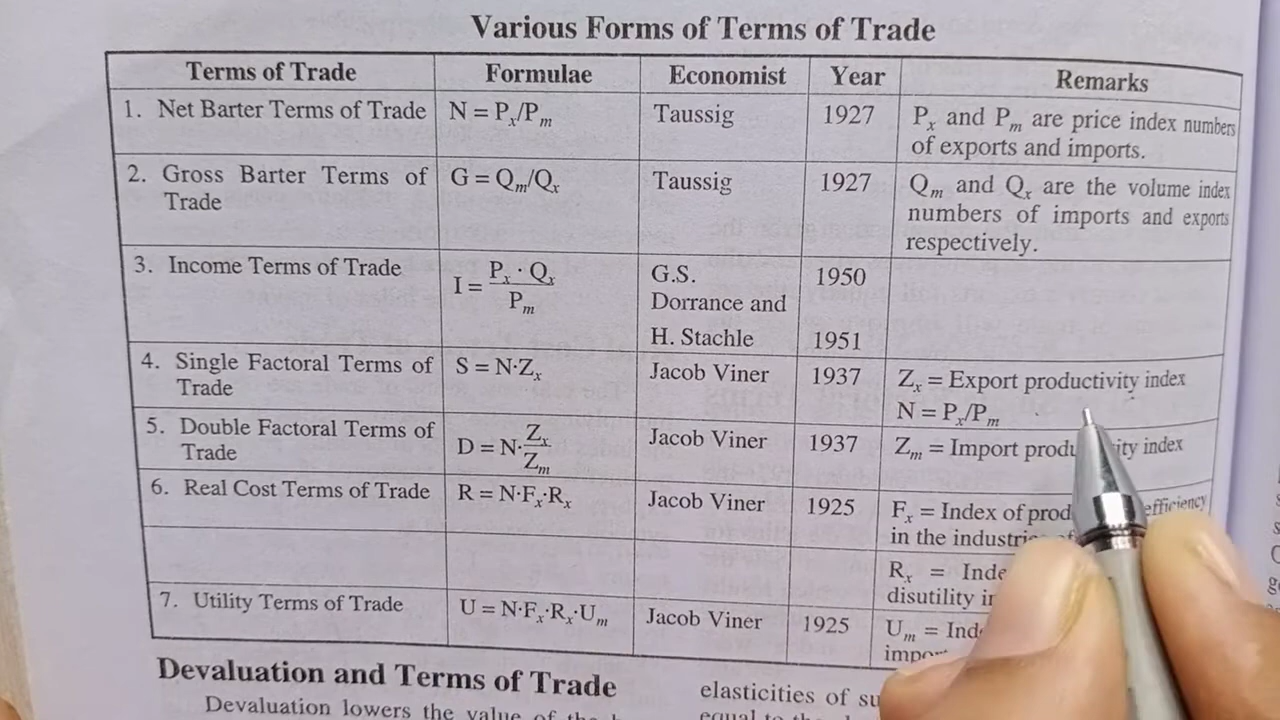 Various Forms of Terms of Trade
Terms of Trade Formulae Economist Year Remarks
1. Net Barter Terms of Trade N = Pₓ/Pₘ Taussig 1927 Pₓ and Pₘ are price index numbers
of exports and imports.
2. Gross Barter Terms of G = Qₘ/Qₓ Taussig 1927 Qₘ and Qₓ are the volume index
Trade numbers of imports and exports
respectively.
3. Income Terms of Trade I = Pₓ · Qₓ / Pₘ G.S. 1950
Dorrance and
H. Stachle 1951
4. Single Factoral Terms of S = N·Zₓ Jacob Viner 1937 Zₓ = Export productivity index
Trade N = Pₓ/Pₘ
5. Double Factoral Terms of D = N· Zₓ / Zₘ Jacob Viner 1937 Zₘ = Import ity index
Trade
6. Real Cost Terms of Trade R = N·Fₓ·Rₓ Jacob Viner 1925 Fₓ = Index of efficiency
in the
Rₓ =
disutility
7. Utility Terms of Trade U = N·Fₓ·Rₓ·Uₘ Jacob Viner 1925 Uₘ =
Devaluation and Terms of Trade
Devaluation lowers the value of the
elasticities of
equal to